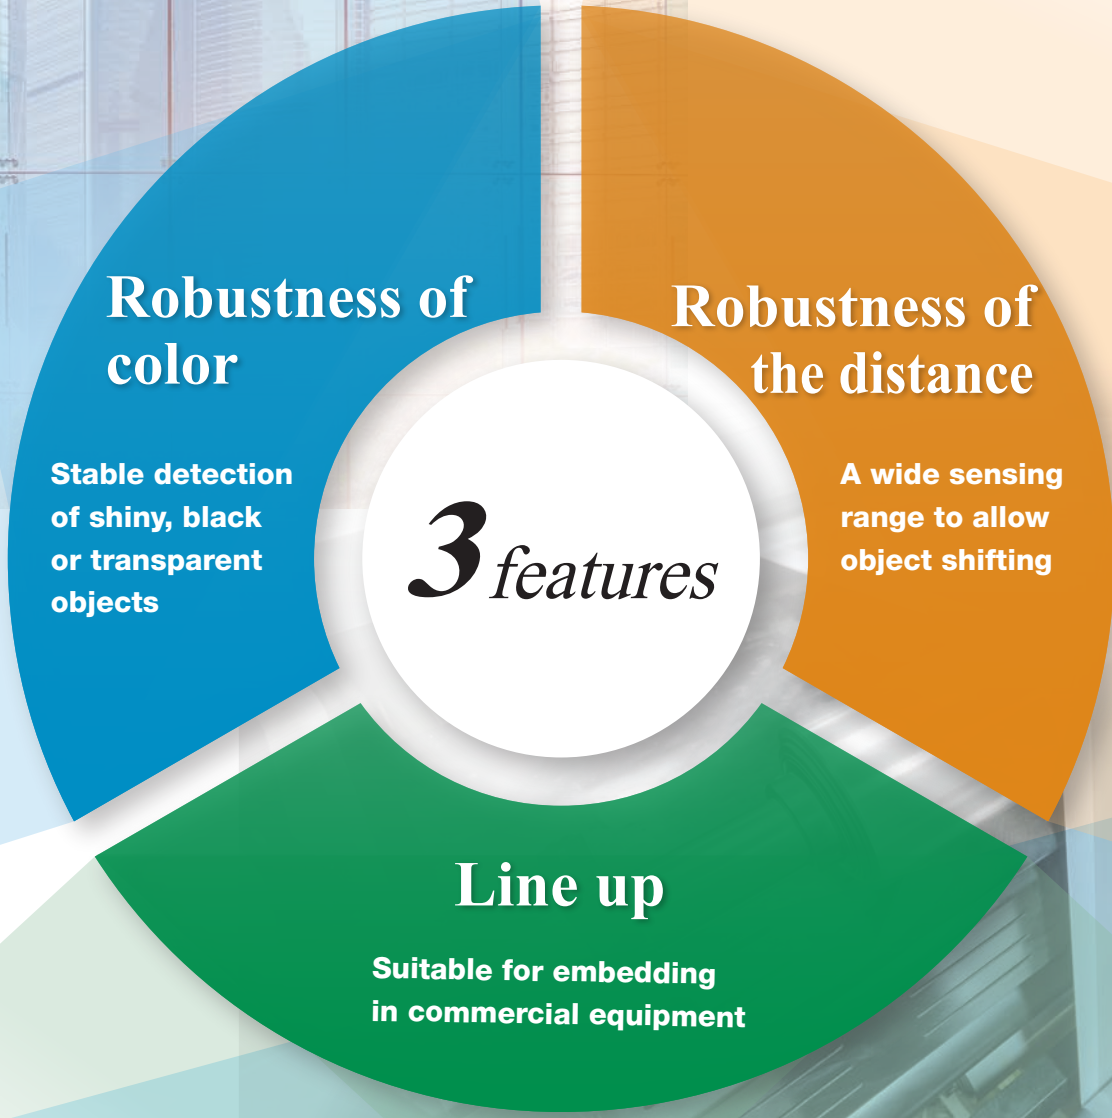 Robustness of
color
Stable detection
of shiny, black
or transparent
objects
Robustness of
the distance
A wide sensing
range to allow
object shifting
3 features
Line up
Suitable for embedding
in commercial equipment